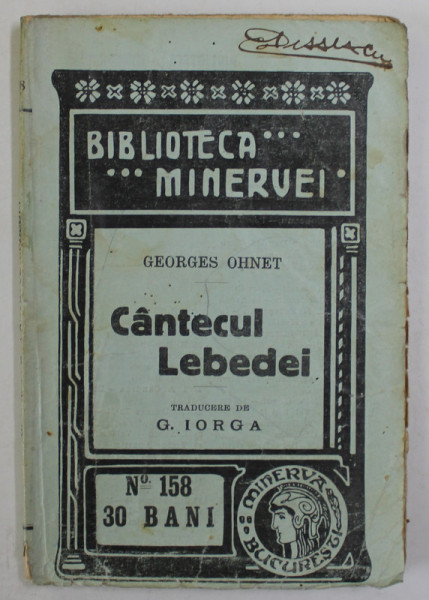 BIBLIOTECA
MINERVEI
GEORGES OHNET
Cântecul
Lebedei
TRADUCERE DE
G. IORGA
No. 158
30 BANI
MINERVA
BUCUREȘTI